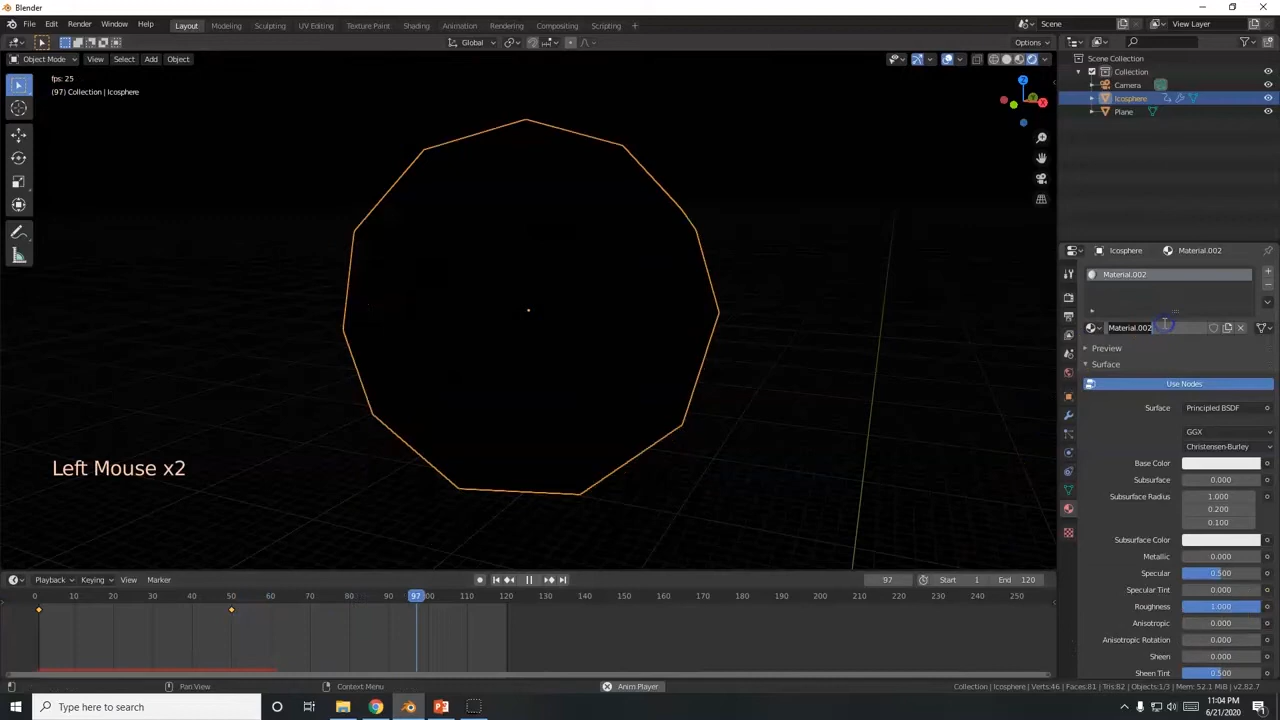 Blender
File Edit Render Window Help Layout Modeling Sculpting UV Editing Texture Paint Shading Animation Rendering Compositing Scripting + Scene View Layer
Global Options
Object Mode View Select Add Object
fps: 25
(97) Collection | Icosphere
Left Mouse x2
X
Z
Scene Collection
Collection
Camera
Icosphere
Plane
Icosphere Material.002
Material.002
Material.002
Preview
Surface
Use Nodes
Surface Principled BSDF
GGX
Christensen-Burley
Base Color
Subsurface 0.000
Subsurface Radius 1.000
0.200
0.100
Subsurface Color
Metallic 0.000
Specular 0.500
Specular Tint 0.000
Roughness 1.000
Anisotropic 0.000
Anisotropic Rotation 0.000
Sheen 0.000
Sheen Tint 0.500
Playback Keying View Marker 97 Start 1 End 120
0 10 20 30 40 50 60 70 80 90 97 110 120 130 140 150 160 170 180 190 200 210 220 230 240 250
Pan View Context Menu Anim Player Collection | Icosphere | Verts:46 | Faces:81 | Tris:82 | Objects:1/3 | Mem: 52.1 MiB | v2.82.7
Type here to search
11:04 PM
6/21/2020